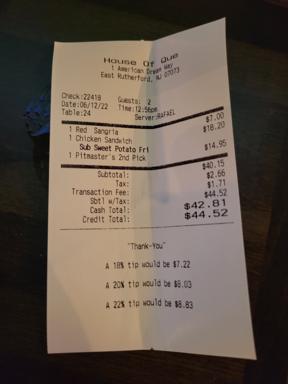 House Of Que
1 American Dream Way
East Rutherford, NJ 07073
Check:22418 Guests: 2
Date:06/12/22 Time:12:56pm
Table:24 Server:RAFAEL
1 Red Sangria $7.00
1 Chicken Sandwich $18.20
Sub Sweet Potato Fri
1 Pitmaster's 2nd Pick $14.95
Subtotal: $40.15
Tax: $2.66
Transaction Fee: $1.71
Sbtl w/Tax: $44.52
Cash Total: $42.81
Credit Total: $44.52
"Thank-You"
A 18% tip would be $7.22
A 20% tip would be $8.03
A 22% tip would be $8.83